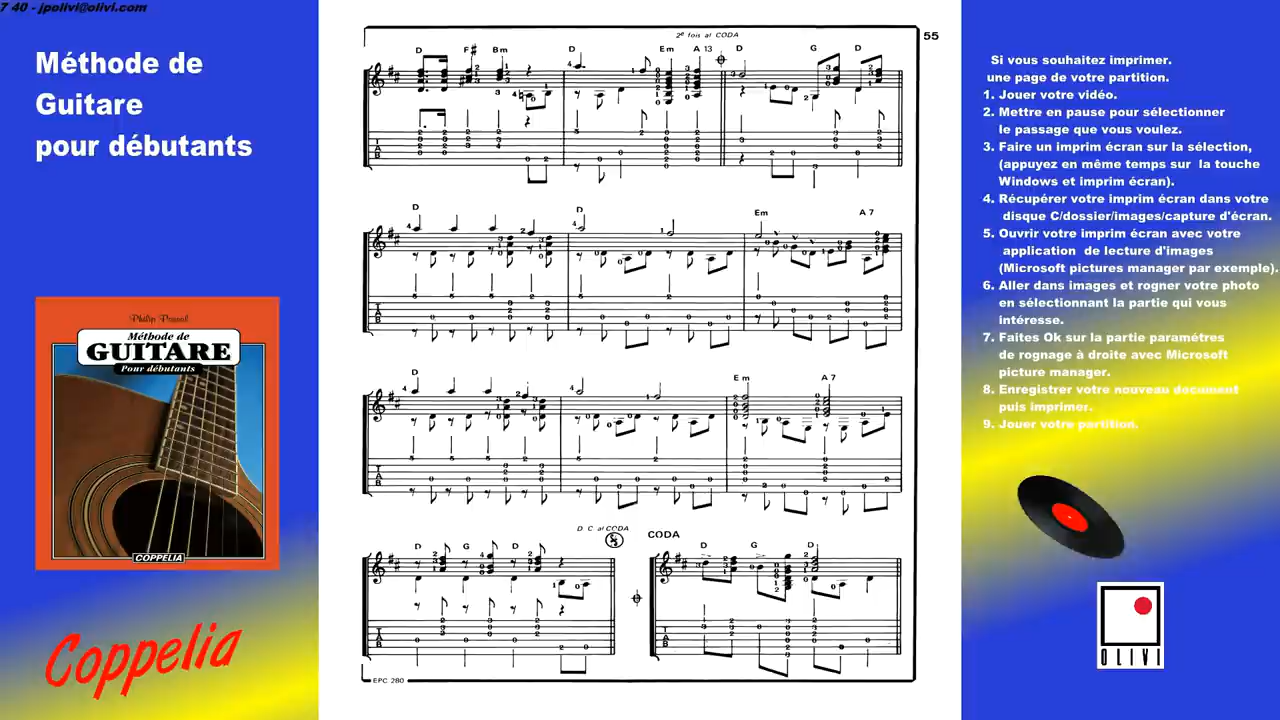 7 40 - jpolivi@olivi.com
Méthode de
Guitare
pour débutants
Philip Praual
Méthode de
GUITARE
Pour débutants
COPPELIA
Coppelia
2e fois al CODA
55
D F# Bm D Em A 13 D G D
D D Em A 7
D Em A 7
D. C. al CODA
CODA
D G D D G D
EPC 280
Si vous souhaitez imprimer.
une page de votre partition.
1. Jouer votre vidéo.
2. Mettre en pause pour sélectionner
le passage que vous voulez.
3. Faire un imprim écran sur la sélection,
(appuyez en même temps sur la touche
Windows et imprim écran).
4. Récupérer votre imprim écran dans votre
disque C/dossier/images/capture d'écran.
5. Ouvrir votre imprim écran avec votre
application de lecture d'images
(Microsoft pictures manager par exemple).
6. Aller dans images et rogner votre photo
en sélectionnant la partie qui vous
intéresse.
7. Faites Ok sur la partie paramétres
de rognage à droite avec Microsoft
picture manager.
8. Enregistrer votre nouveau document
puis imprimer.
9. Jouer votre partition.
OLIVI